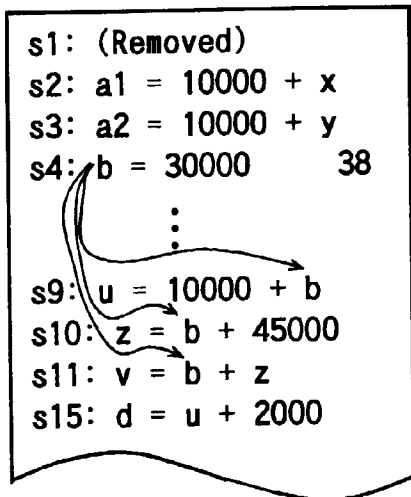 s1: (Removed)
s2: a1 = 10000 + x
s3: a2 = 10000 + y
s4: b = 30000 38
⋮
s9: u = 10000 + b
s10: z = b + 45000
s11: v = b + z
s15: d = u + 2000